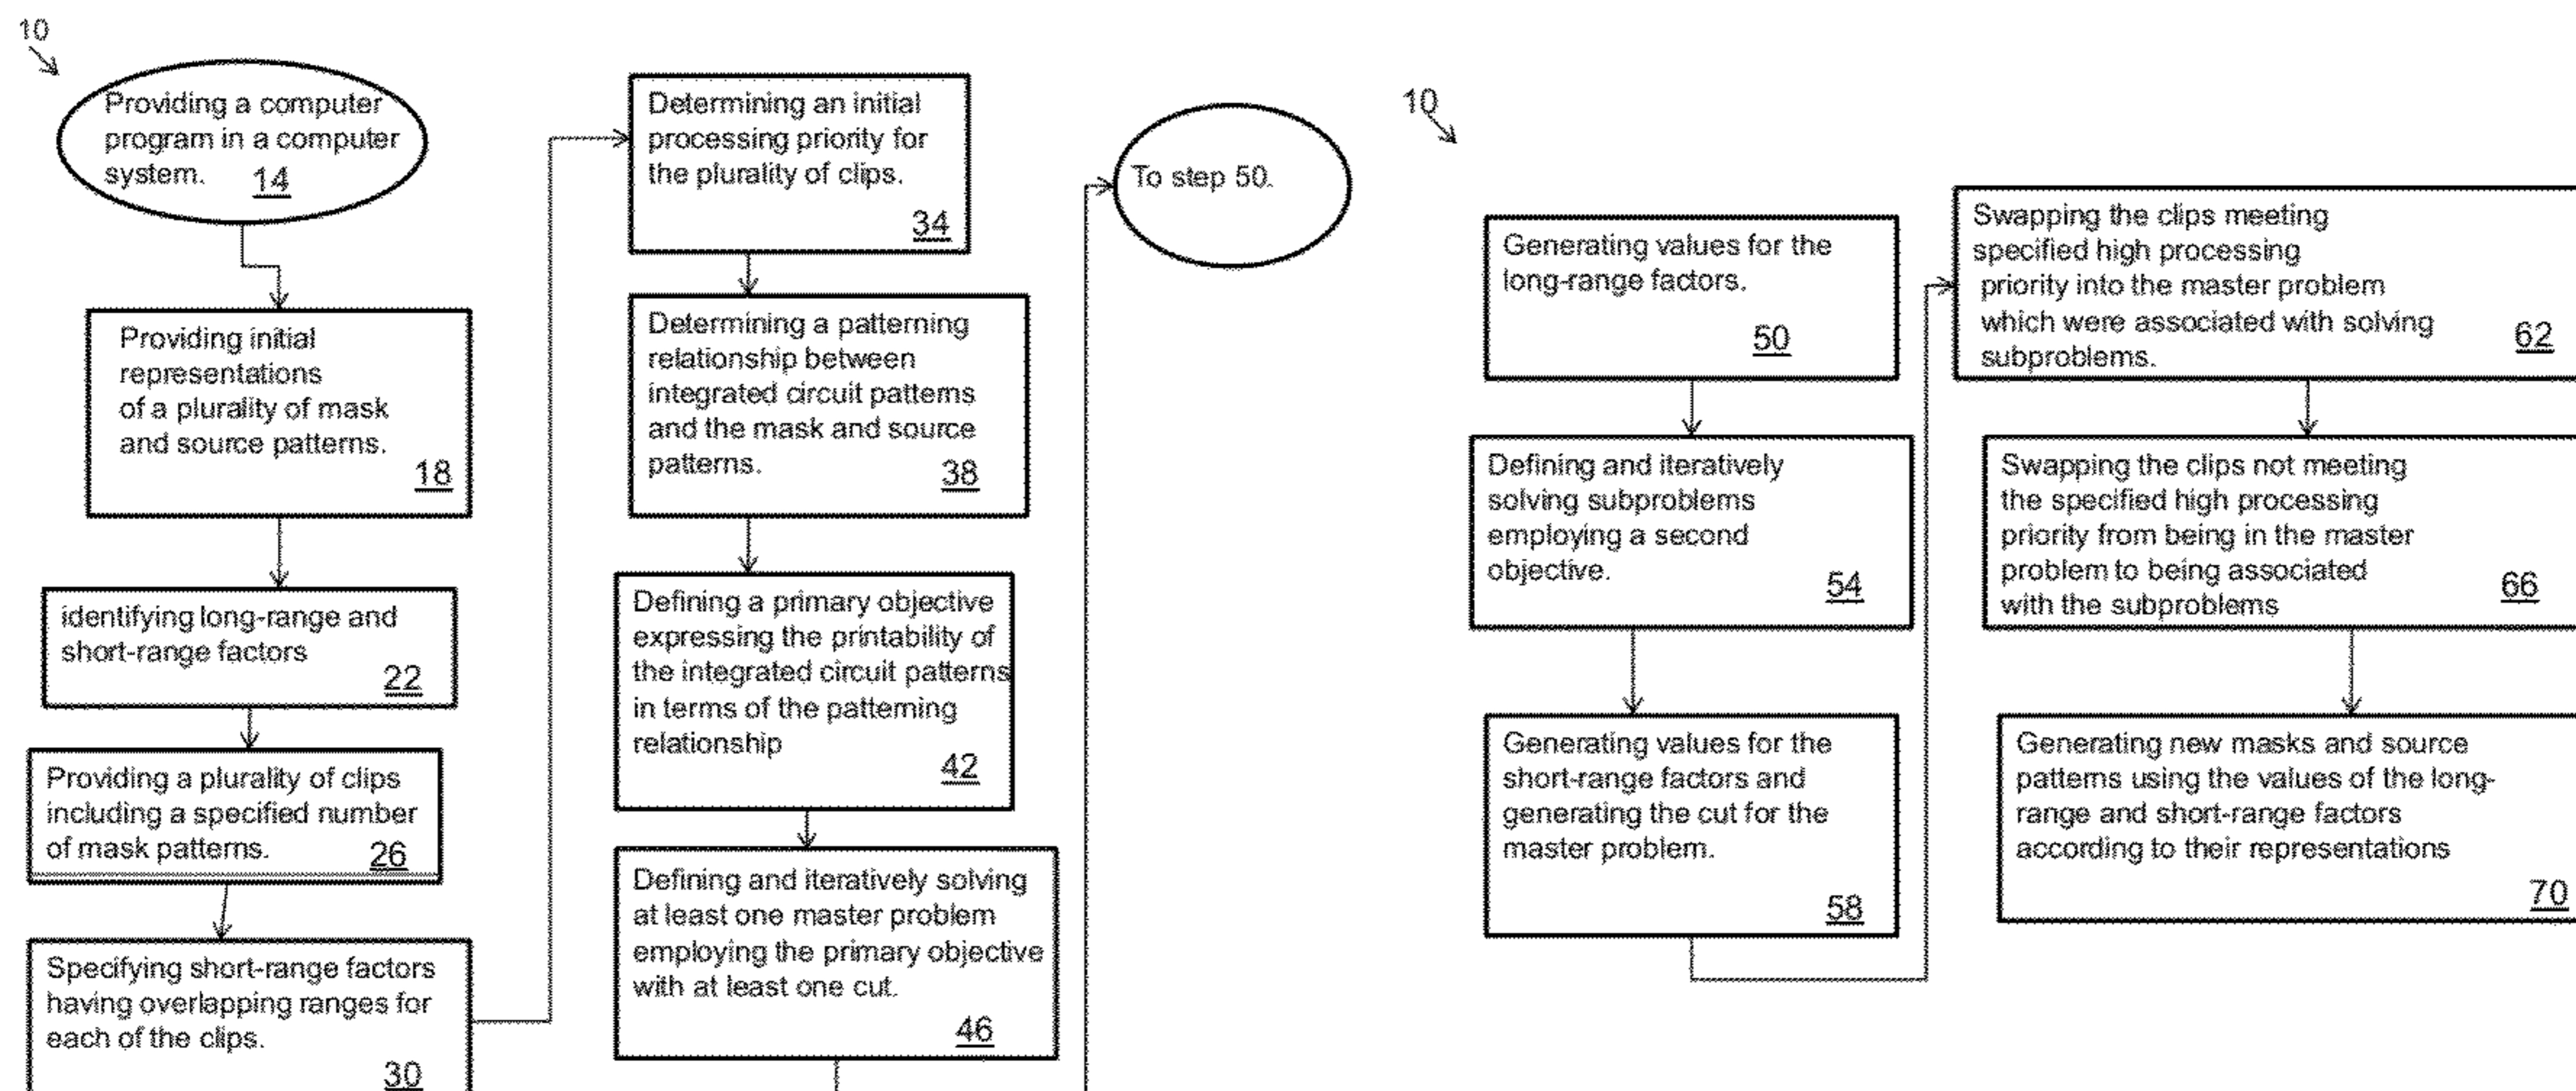 10
Providing a computer
program in a computer
system. 14
Providing initial
representations
of a plurality of mask
and source patterns.
18
identifying long-range and
short-range factors
22
Providing a plurality of clips
including a specified number
of mask patterns. 26
Specifying short-range factors
having overlapping ranges for
each of the clips.
30
Determining an initial
processing priority for
the plurality of clips.
34
Determining a patterning
relationship between
integrated circuit patterns
and the mask and source
patterns. 38
Defining a primary objective
expressing the printability of
the integrated circuit patterns
in terms of the patterning
relationship
42
Defining and iteratively solving
at least one master problem
employing the primary objective
with at least one cut.
46
To step 50.
10
Generating values for the
long-range factors.
50
Defining and iteratively
solving subproblems
employing a second
objective. 54
Generating values for the
short-range factors and
generating the cut for the
master problem.
58
Swapping the clips meeting
specified high processing
priority into the master problem
which were associated with solving 62
subproblems.
Swapping the clips not meeting
the specified high processing
priority from being in the master
problem to being associated 66
with the subproblems
Generating new masks and source
patterns using the values of the long-
range and short-range factors
according to their representations
70